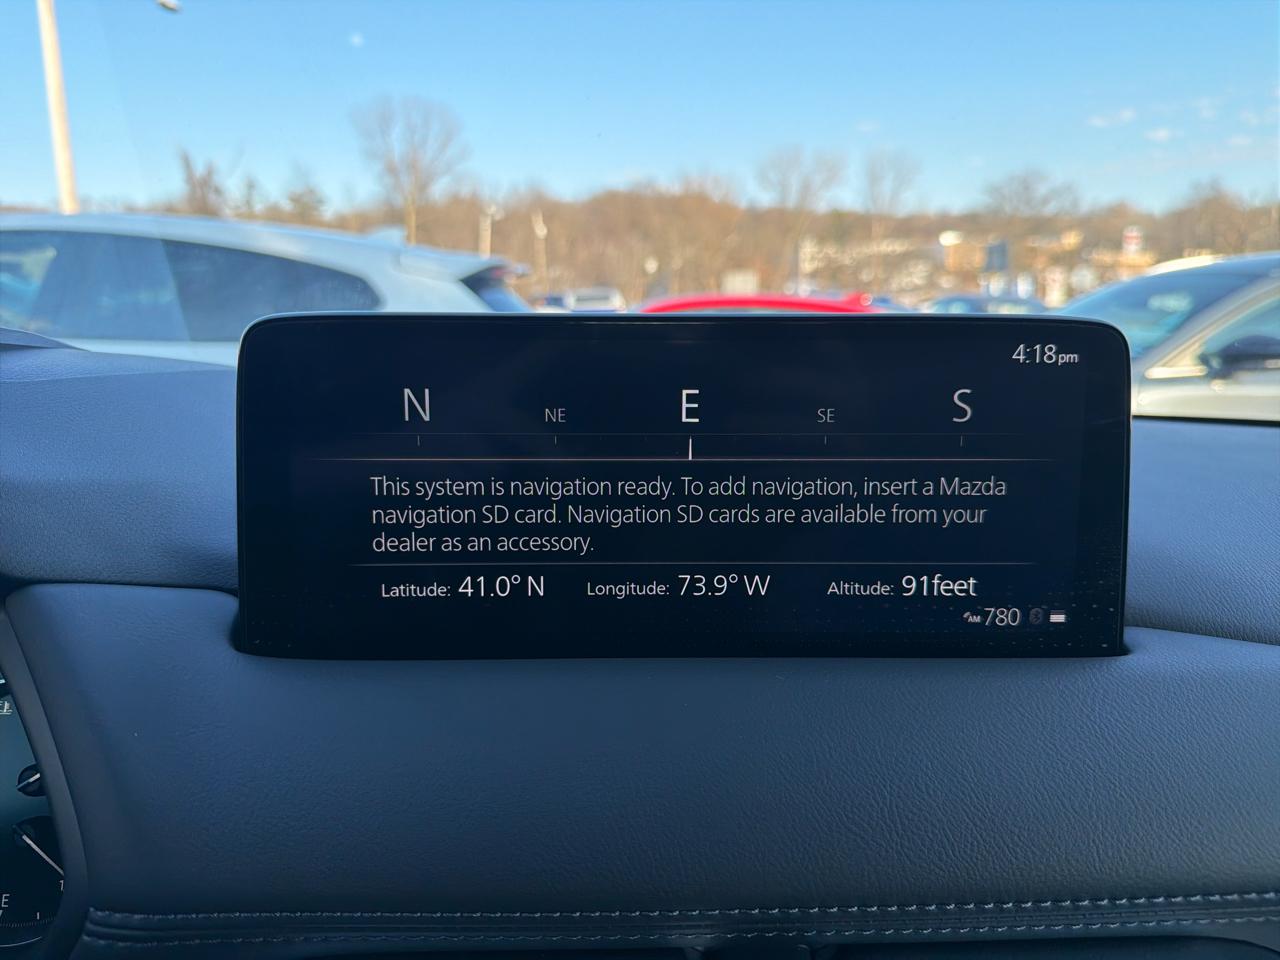 4:18pm
N NE E SE S
This system is navigation ready. To add navigation, insert a Mazda
navigation SD card. Navigation SD cards are available from your
dealer as an accessory.
Latitude: 41.0° N Longitude: 73.9° W Altitude: 91feet
AM 780
E
1